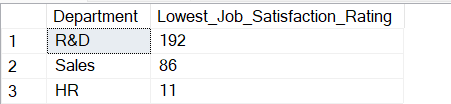 Department Lowest_Job_Satisfaction_Rating
1 R&D 192
2 Sales 86
3 HR 11